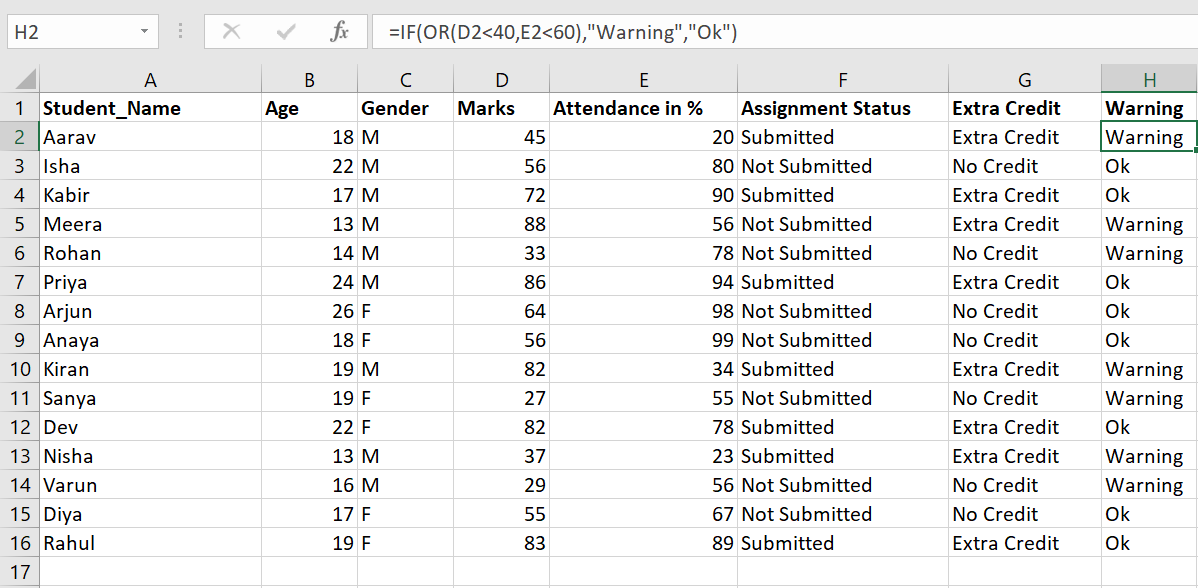 H2 fx =IF(OR(D2<40,E2<60),"Warning","Ok")
A B C D E F G H
1 Student_Name Age Gender Marks Attendance in % Assignment Status Extra Credit Warning
2 Aarav 18 M 45 20 Submitted Extra Credit Warning
3 Isha 22 M 56 80 Not Submitted No Credit Ok
4 Kabir 17 M 72 90 Submitted Extra Credit Ok
5 Meera 13 M 88 56 Not Submitted Extra Credit Warning
6 Rohan 14 M 33 78 Not Submitted No Credit Warning
7 Priya 24 M 86 94 Submitted Extra Credit Ok
8 Arjun 26 F 64 98 Not Submitted No Credit Ok
9 Anaya 18 F 56 99 Not Submitted No Credit Ok
10 Kiran 19 M 82 34 Submitted Extra Credit Warning
11 Sanya 19 F 27 55 Not Submitted No Credit Warning
12 Dev 22 F 82 78 Submitted Extra Credit Ok
13 Nisha 13 M 37 23 Submitted Extra Credit Warning
14 Varun 16 M 29 56 Not Submitted No Credit Warning
15 Diya 17 F 55 67 Not Submitted No Credit Ok
16 Rahul 19 F 83 89 Submitted Extra Credit Ok
17